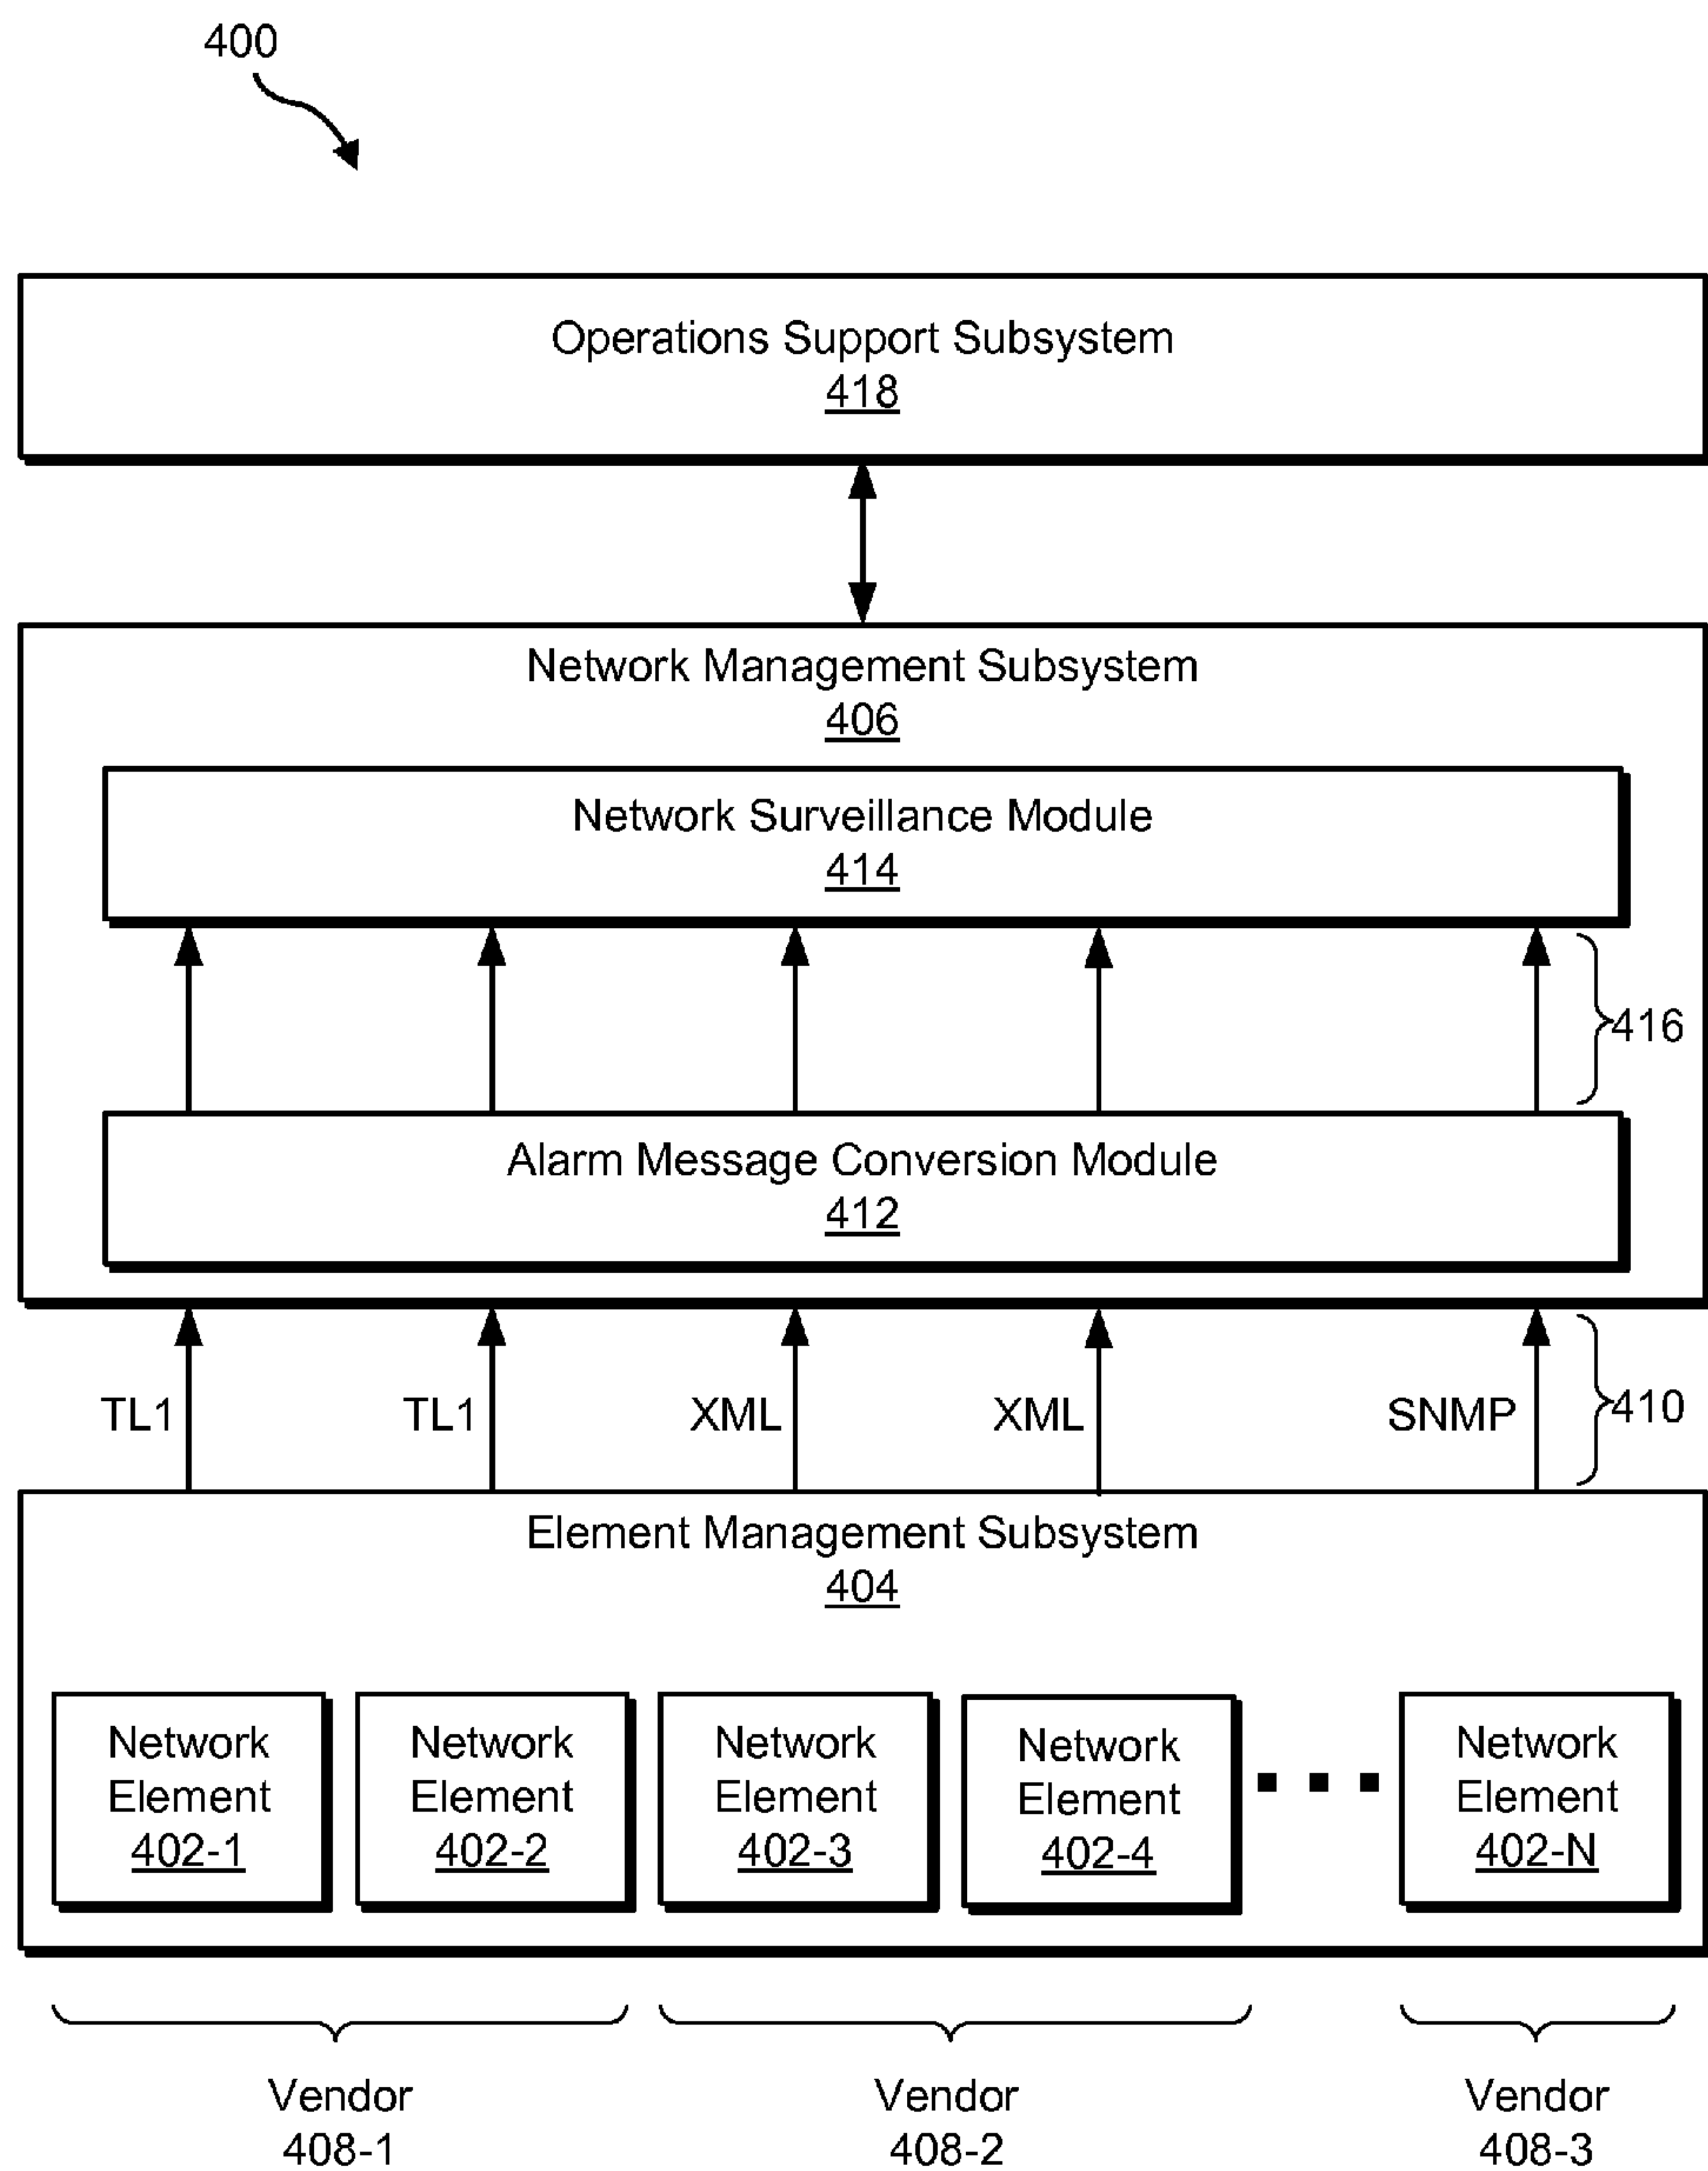 400
Operations Support Subsystem
418
Network Management Subsystem
406
Network Surveillance Module
414
416
Alarm Message Conversion Module
412
TL1 TL1 XML XML SNMP 410
Element Management Subsystem
404
Network Network Network Network Network
Element Element Element Element Element
402-1 402-2 402-3 402-4 402-N
Vendor Vendor Vendor
408-1 408-2 408-3